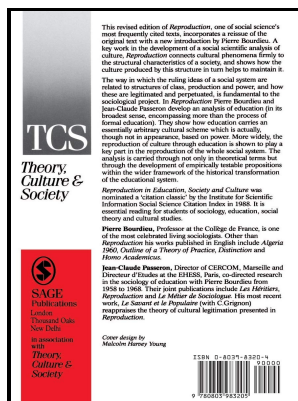 This revised edition of Reproduction, one of social science's
most frequently cited texts, incorporates a reissue of the
original text with a new introduction by Pierre Bourdieu. A
key work in the development of a social scientific analysis of
culture, Reproduction connects cultural phenomena firmly to
the structural characteristics of a society, and shows how the
culture produced by this structure in turn helps to maintain it.
The way in which the ruling ideas of a social system are
related to structures of class, production and power, and how
these are legitimated and perpetuated, is fundamental to the
sociological project. In Reproduction Pierre Bourdieu and
Jean-Claude Passeron develop an analysis of education (in its
broadest sense, encompassing more than the process of
formal education). They show how education carries an
essentially arbitrary cultural scheme which is actually,
though not in appearance, based on power. More widely, the
reproduction of culture through education is shown to play a
key part in the reproduction of the whole social system. The
analysis is carried through not only in theoretical terms but
through the development of empirically testable propositions
within the wider framework of the historical transformation
of the educational system.
Reproduction in Education, Society and Culture was
nominated a 'citation classic' by the Institute for Scientific
Information Social Science Citation Index in 1988. It is
essential reading for students of sociology, education, social
theory and cultural studies.
Pierre Bourdieu, Professor at the Collège de France, is one of
the most celebrated living sociologists. Other than
Reproduction his works published in English include Algeria
1960, Outline of a Theory of Practice, Distinction and
Homo Academicus.
Jean-Claude Passeron, Director of CERCOM, Marseille and
Directeur d'Etudes at the EHESS, Paris, co-directed research
in the sociology of education with Pierre Bourdieu from
1958 to 1968. Their joint publications include Les Héritiers,
Reproduction and Le Métier de Sociologue. His most recent
work, Le Savant et le Populaire (with C.Grignon)
reappraises the theory of cultural legitimation presented in
Reproduction.
Cover design by
Malcolm Harvey Young
TCS
Theory,
Culture &
Society
S
SAGE
Publications
London
Thousand Oaks
New Delhi
in association
with
Theory,
Culture &
Society
ISBN 0-8039-8320-4
90000
9 780803 983205